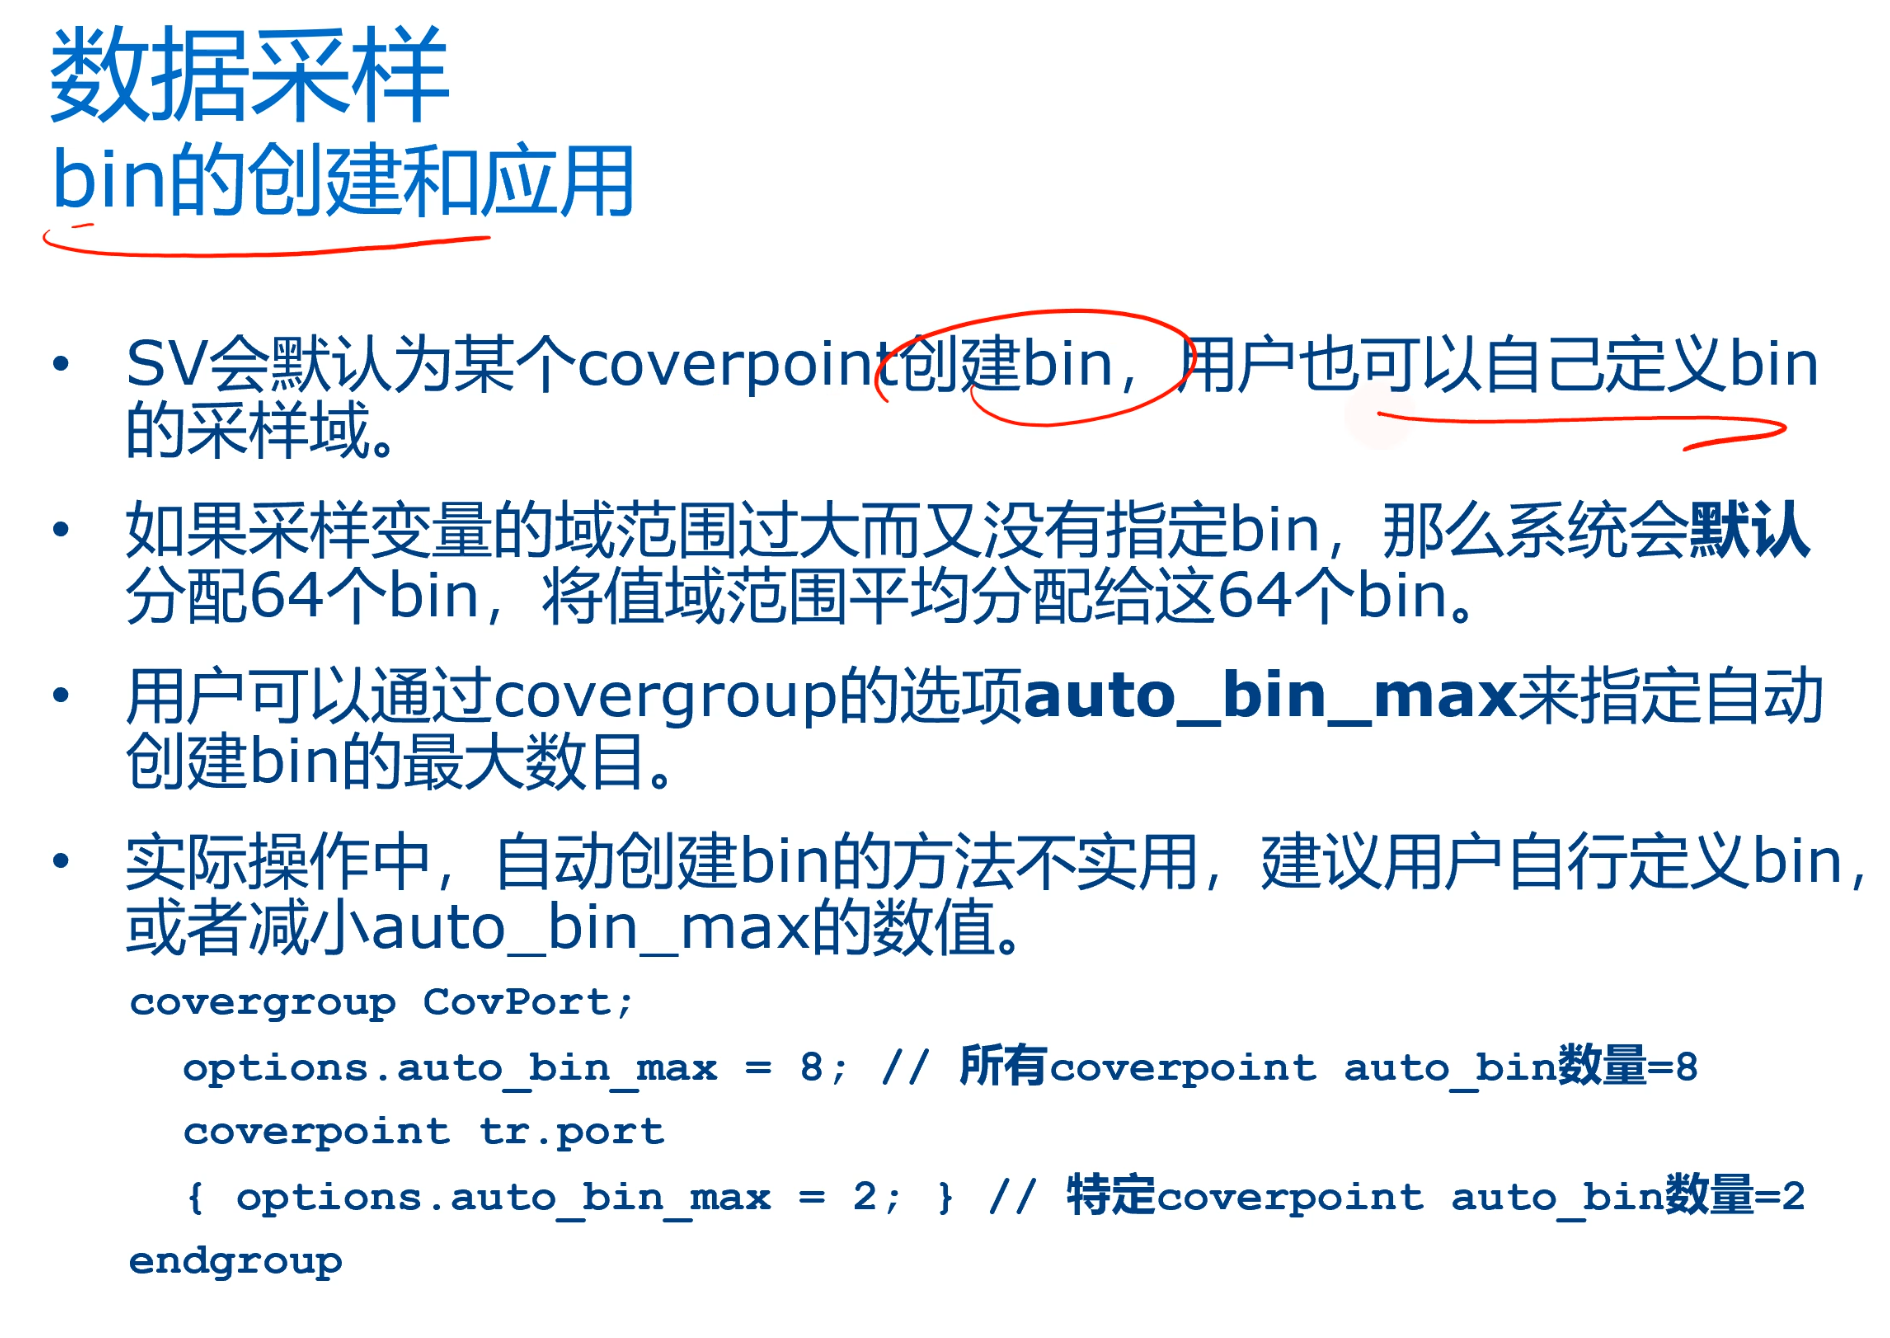 数据采样
bin的创建和应用
• SV会默认为某个coverpoint创建bin，用户也可以自己定义bin
的采样域。
• 如果采样变量的域范围过大而又没有指定bin，那么系统会默认
分配64个bin，将值域范围平均分配给这64个bin。
• 用户可以通过covergroup的选项auto_bin_max来指定自动
创建bin的最大数目。
• 实际操作中，自动创建bin的方法不实用，建议用户自行定义bin，
或者减小auto_bin_max的数值。
covergroup CovPort;
options.auto_bin_max = 8; // 所有coverpoint auto_bin数量=8
coverpoint tr.port
{ options.auto_bin_max = 2; } // 特定coverpoint auto_bin数量=2
endgroup